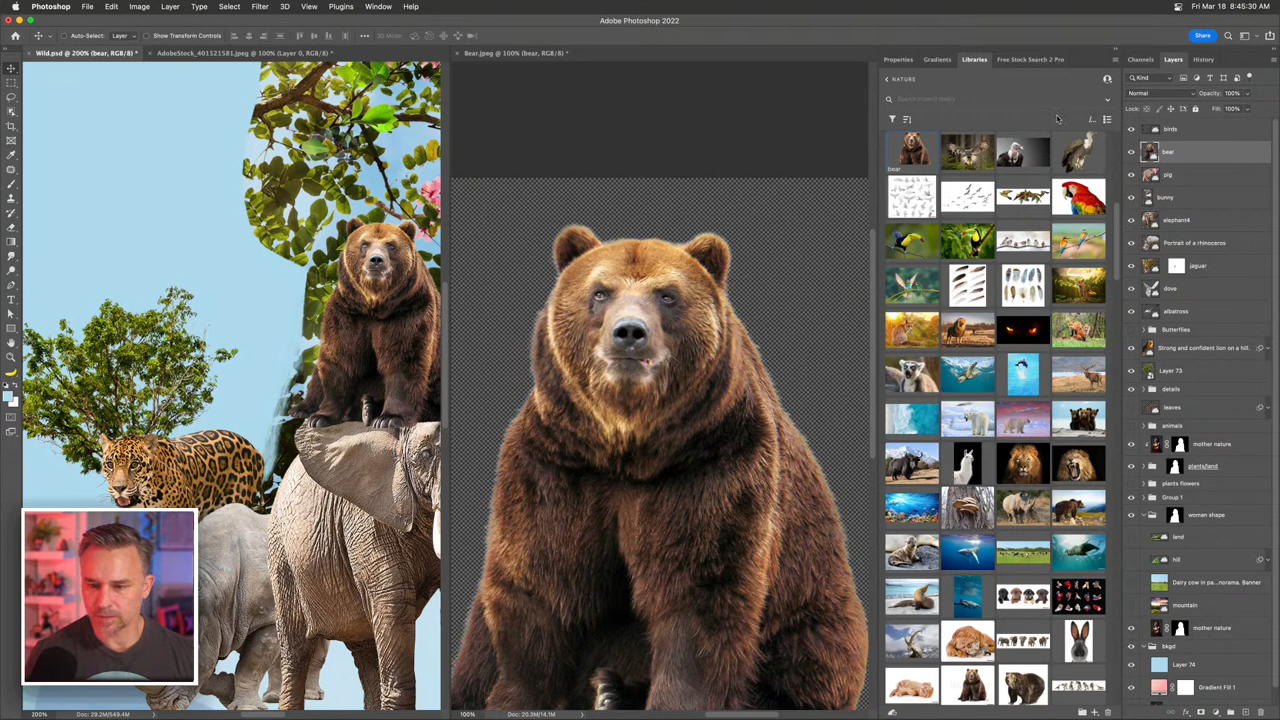 Photoshop File Edit Image Layer Type Select Filter 3D View Plugins Window Help Fri Mar 18 8:45:30 AM
Adobe Photoshop 2022
Auto-Select: Layer Show Transform Controls 3D Mode: Share
Wild.psd @ 200% (bear, RGB/8) * AdobeStock_401521581.jpeg @ 100% (Layer 0, RGB/8) * Bear.jpeg @ 100% (bear, RGB/8) *
Properties Gradients Libraries Free Stock Search 2 Pro Layers History
NATURE
Search current library
bear
Kind
Normal Opacity: 100%
Lock: Fill: 100%
birds
bear
pig
bunny
elephant4
Portrait of a rhinoceros
jaguar
dove
albatross
Butterflies
Strong and confident lion on a hill.
Layer 73
details
leaves
animals
mother nature
plants/land
plants flowers
Group 1
women shape
land
hill
Dairy cow in pa...norama. Banner
mountain
mother nature
bkgd
Layer 74
Gradient Fill 1
200% Doc: 29.2M/549.4M 100% Doc: 20.3M/14.1M